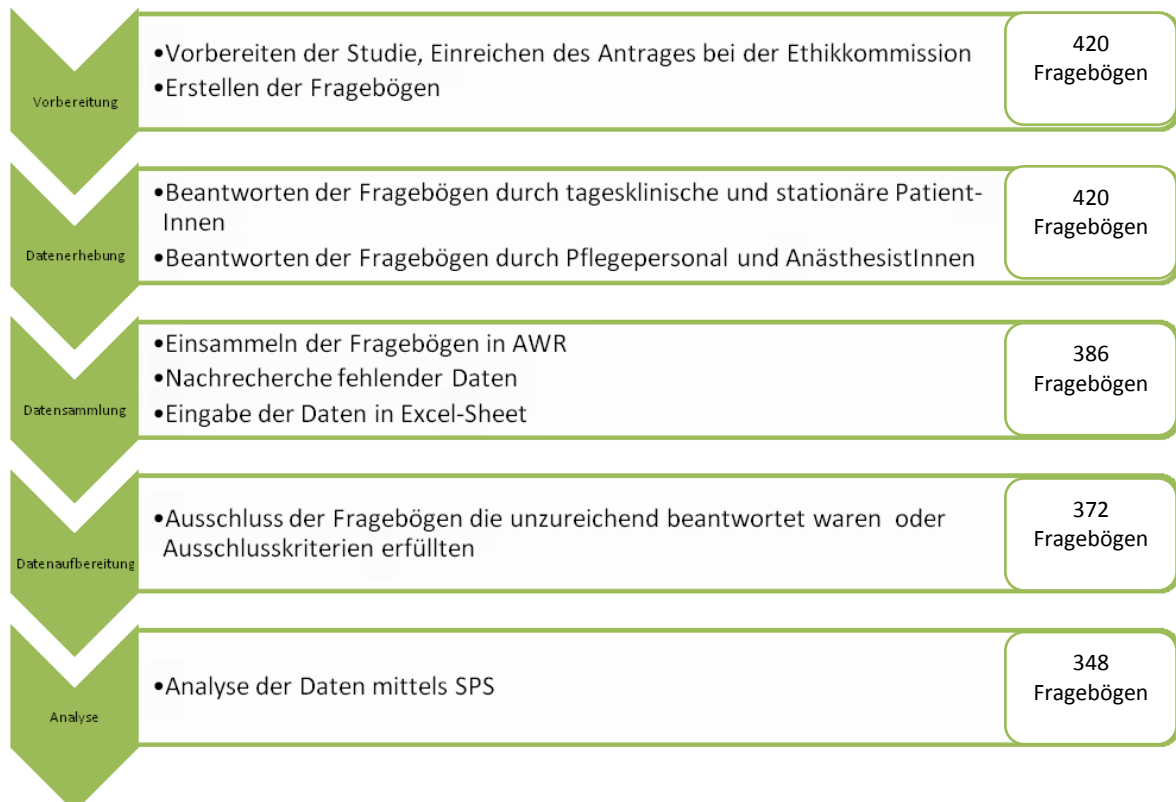 Vorbereitung
•Vorbereiten der Studie, Einreichen des Antrages bei der Ethikkommission
•Erstellen der Fragebögen
420
Fragebögen
Datenerhebung
•Beantworten der Fragebögen durch tagesklinische und stationäre Patient-
Innen
•Beantworten der Fragebögen durch Pflegepersonal und AnästhesistInnen
420
Fragebögen
Datensammlung
•Einsammeln der Fragebögen in AWR
•Nachrecherche fehlender Daten
•Eingabe der Daten in Excel-Sheet
386
Fragebögen
Datenaufbereitung
•Ausschluss der Fragebögen die unzureichend beantwortet waren oder
Ausschlusskriterien erfüllten
372
Fragebögen
Analyse
•Analyse der Daten mittels SPS
348
Fragebögen